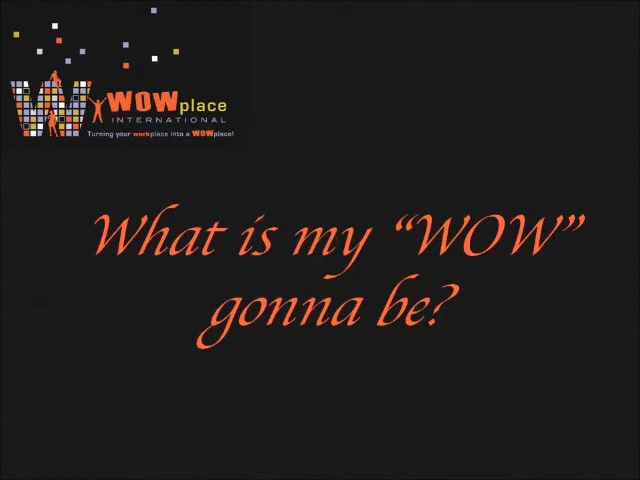 WOWplace
INTERNATIONAL
Turning your workplace into a WOWplace!
What is my “WOW”
gonna be?